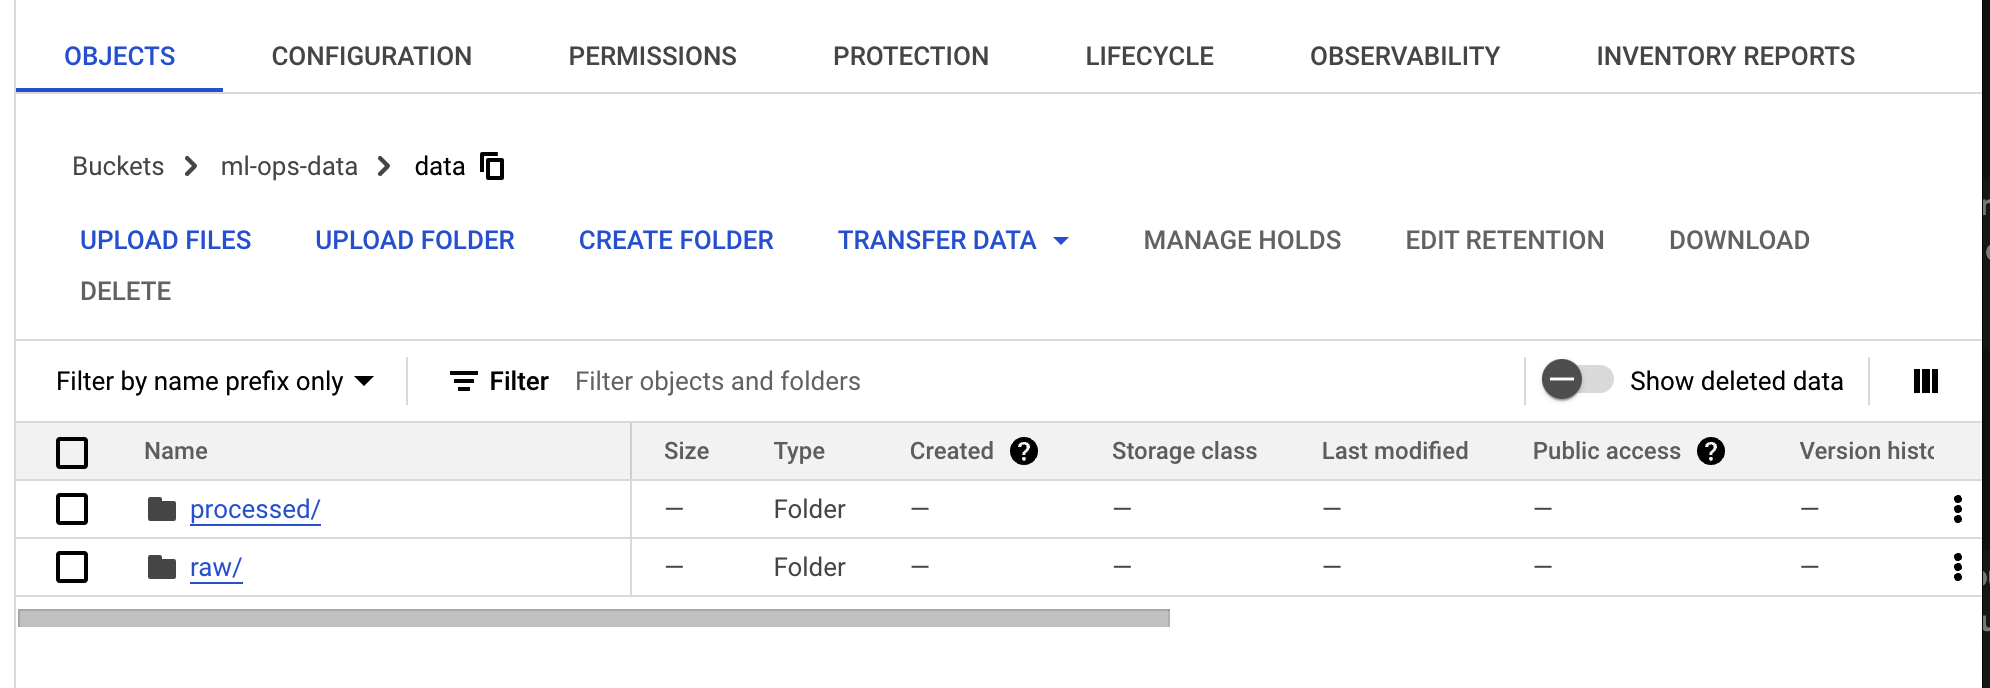 OBJECTS CONFIGURATION PERMISSIONS PROTECTION LIFECYCLE OBSERVABILITY INVENTORY REPORTS
Buckets ml-ops-data data
UPLOAD FILES UPLOAD FOLDER CREATE FOLDER TRANSFER DATA MANAGE HOLDS EDIT RETENTION DOWNLOAD
DELETE
Filter by name prefix only Filter Filter objects and folders Show deleted data
Name Size Type Created ? Storage class Last modified Public access ? Version histo
processed/ — Folder — — — — —
raw/ — Folder — — — — —